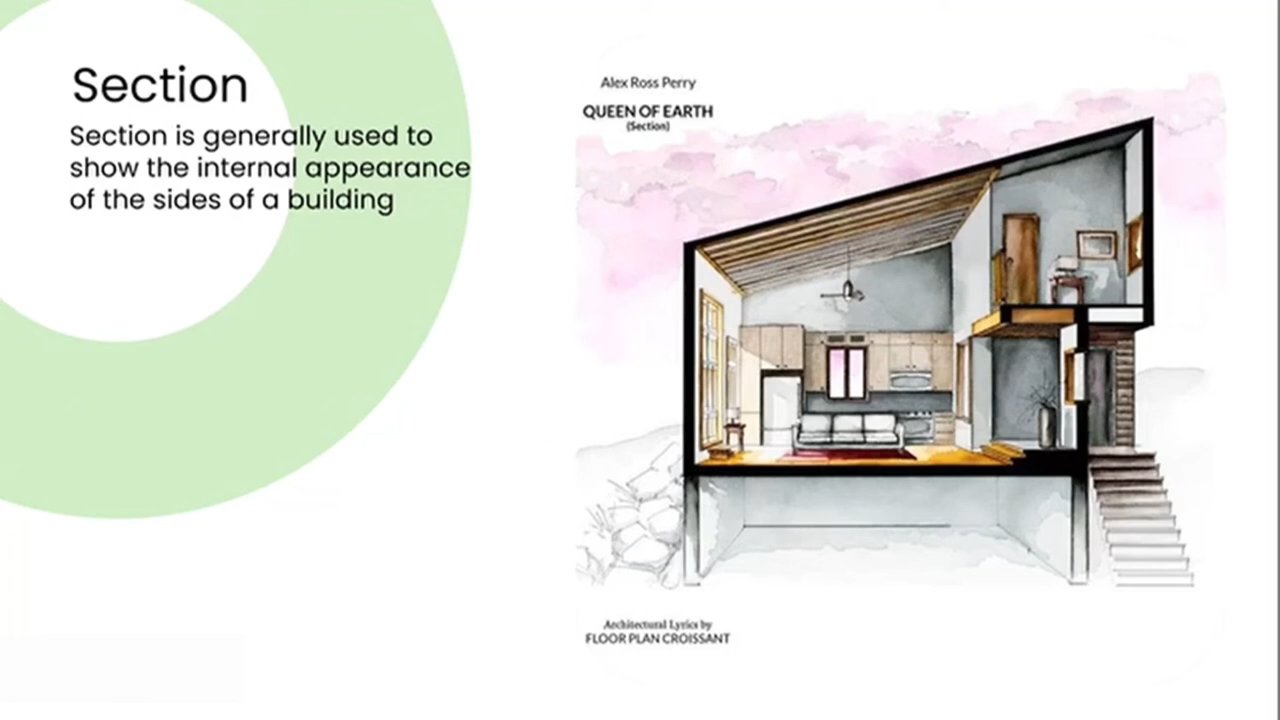 Section
Section is generally used to
show the internal appearance
of the sides of a building
Alex Ross Perry
QUEEN OF EARTH
(Section)
Architectural Lyrics by
FLOOR PLAN CROISSANT